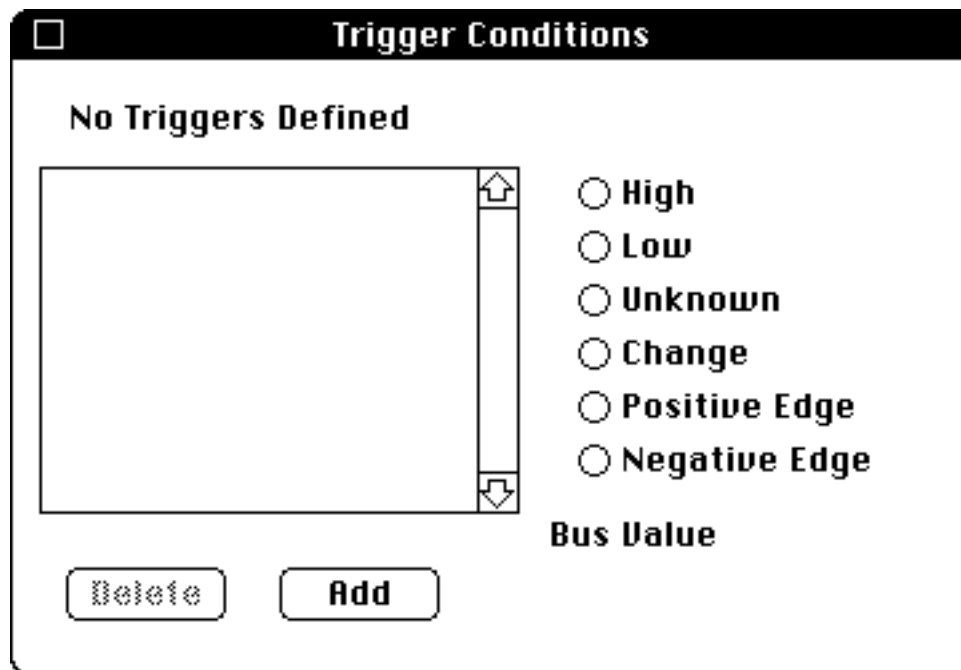 Trigger Conditions
No Triggers Defined
High
Low
Unknown
Change
Positive Edge
Negative Edge
Bus Value
Delete
Add